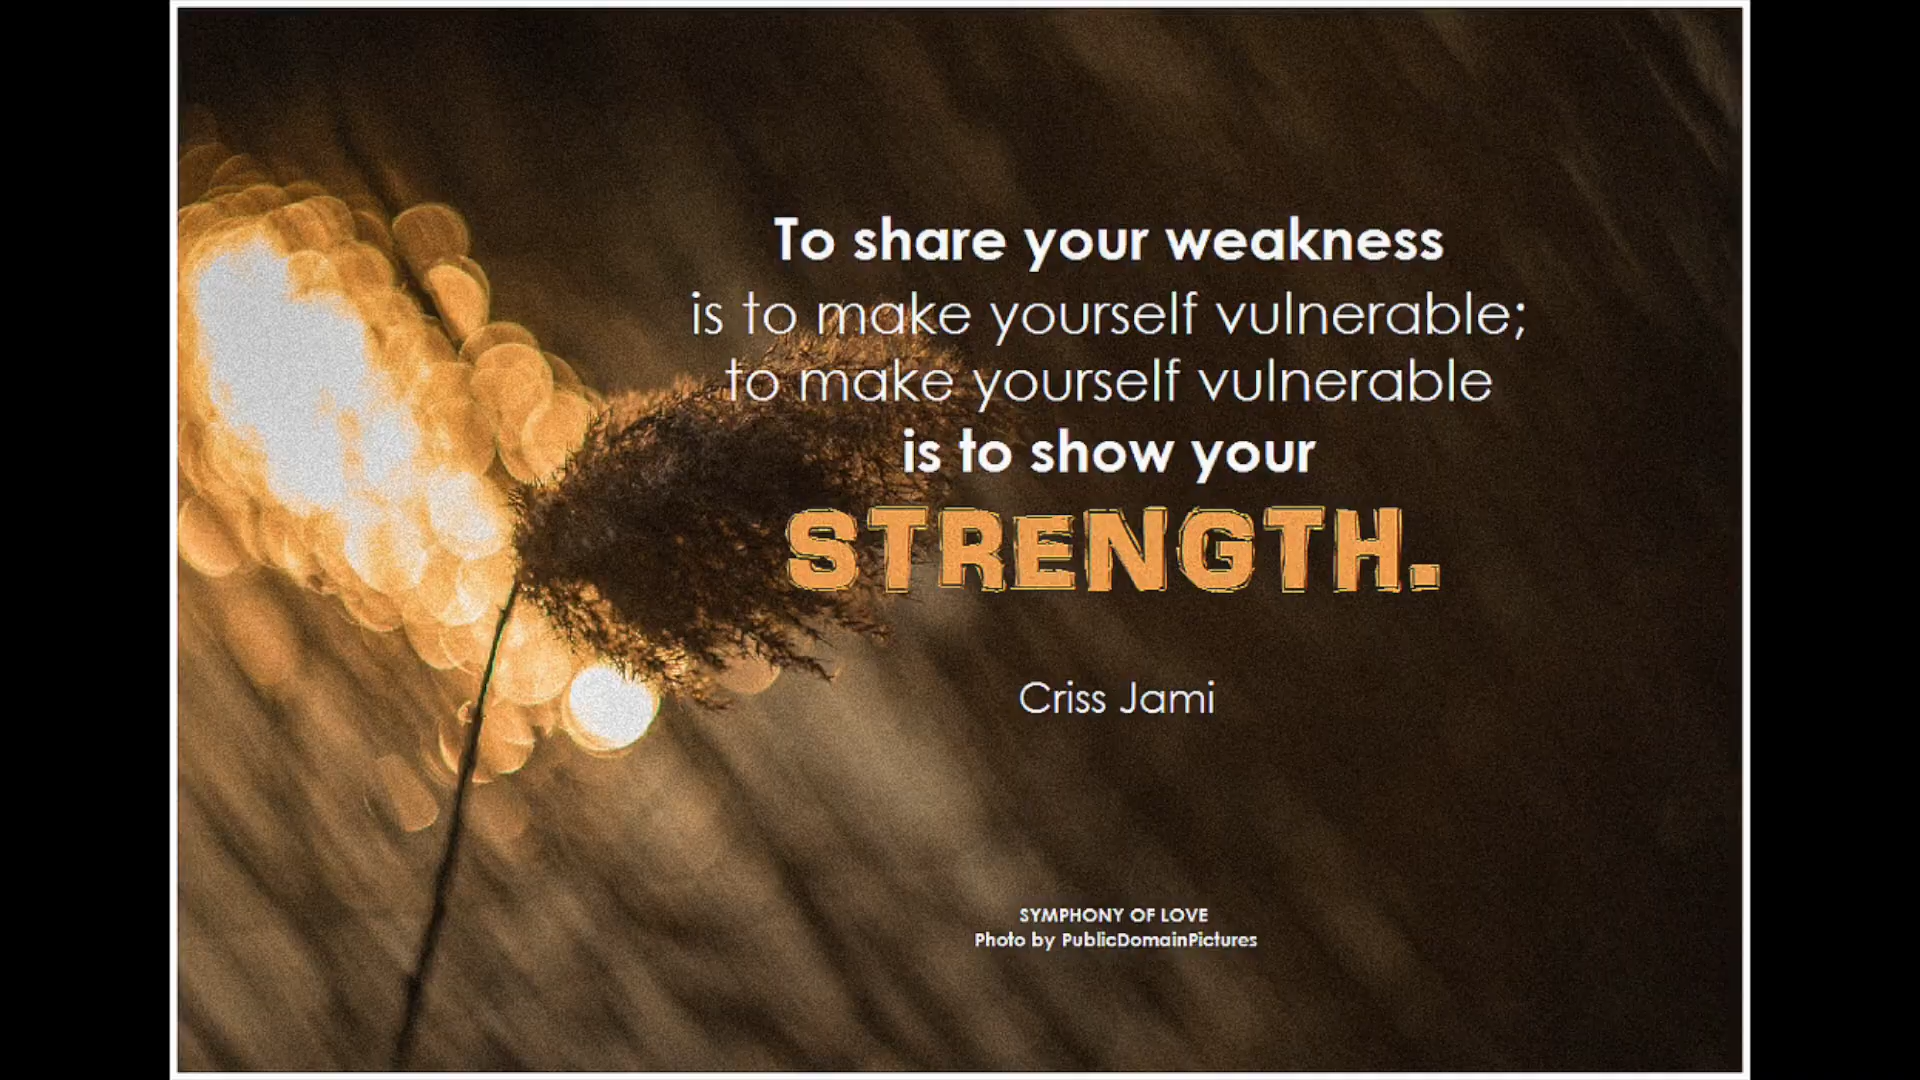 To share your weakness
is to make yourself vulnerable;
to make yourself vulnerable
is to show your
STRENGTH.
Criss Jami
SYMPHONY OF LOVE
Photo by PublicDomainPictures